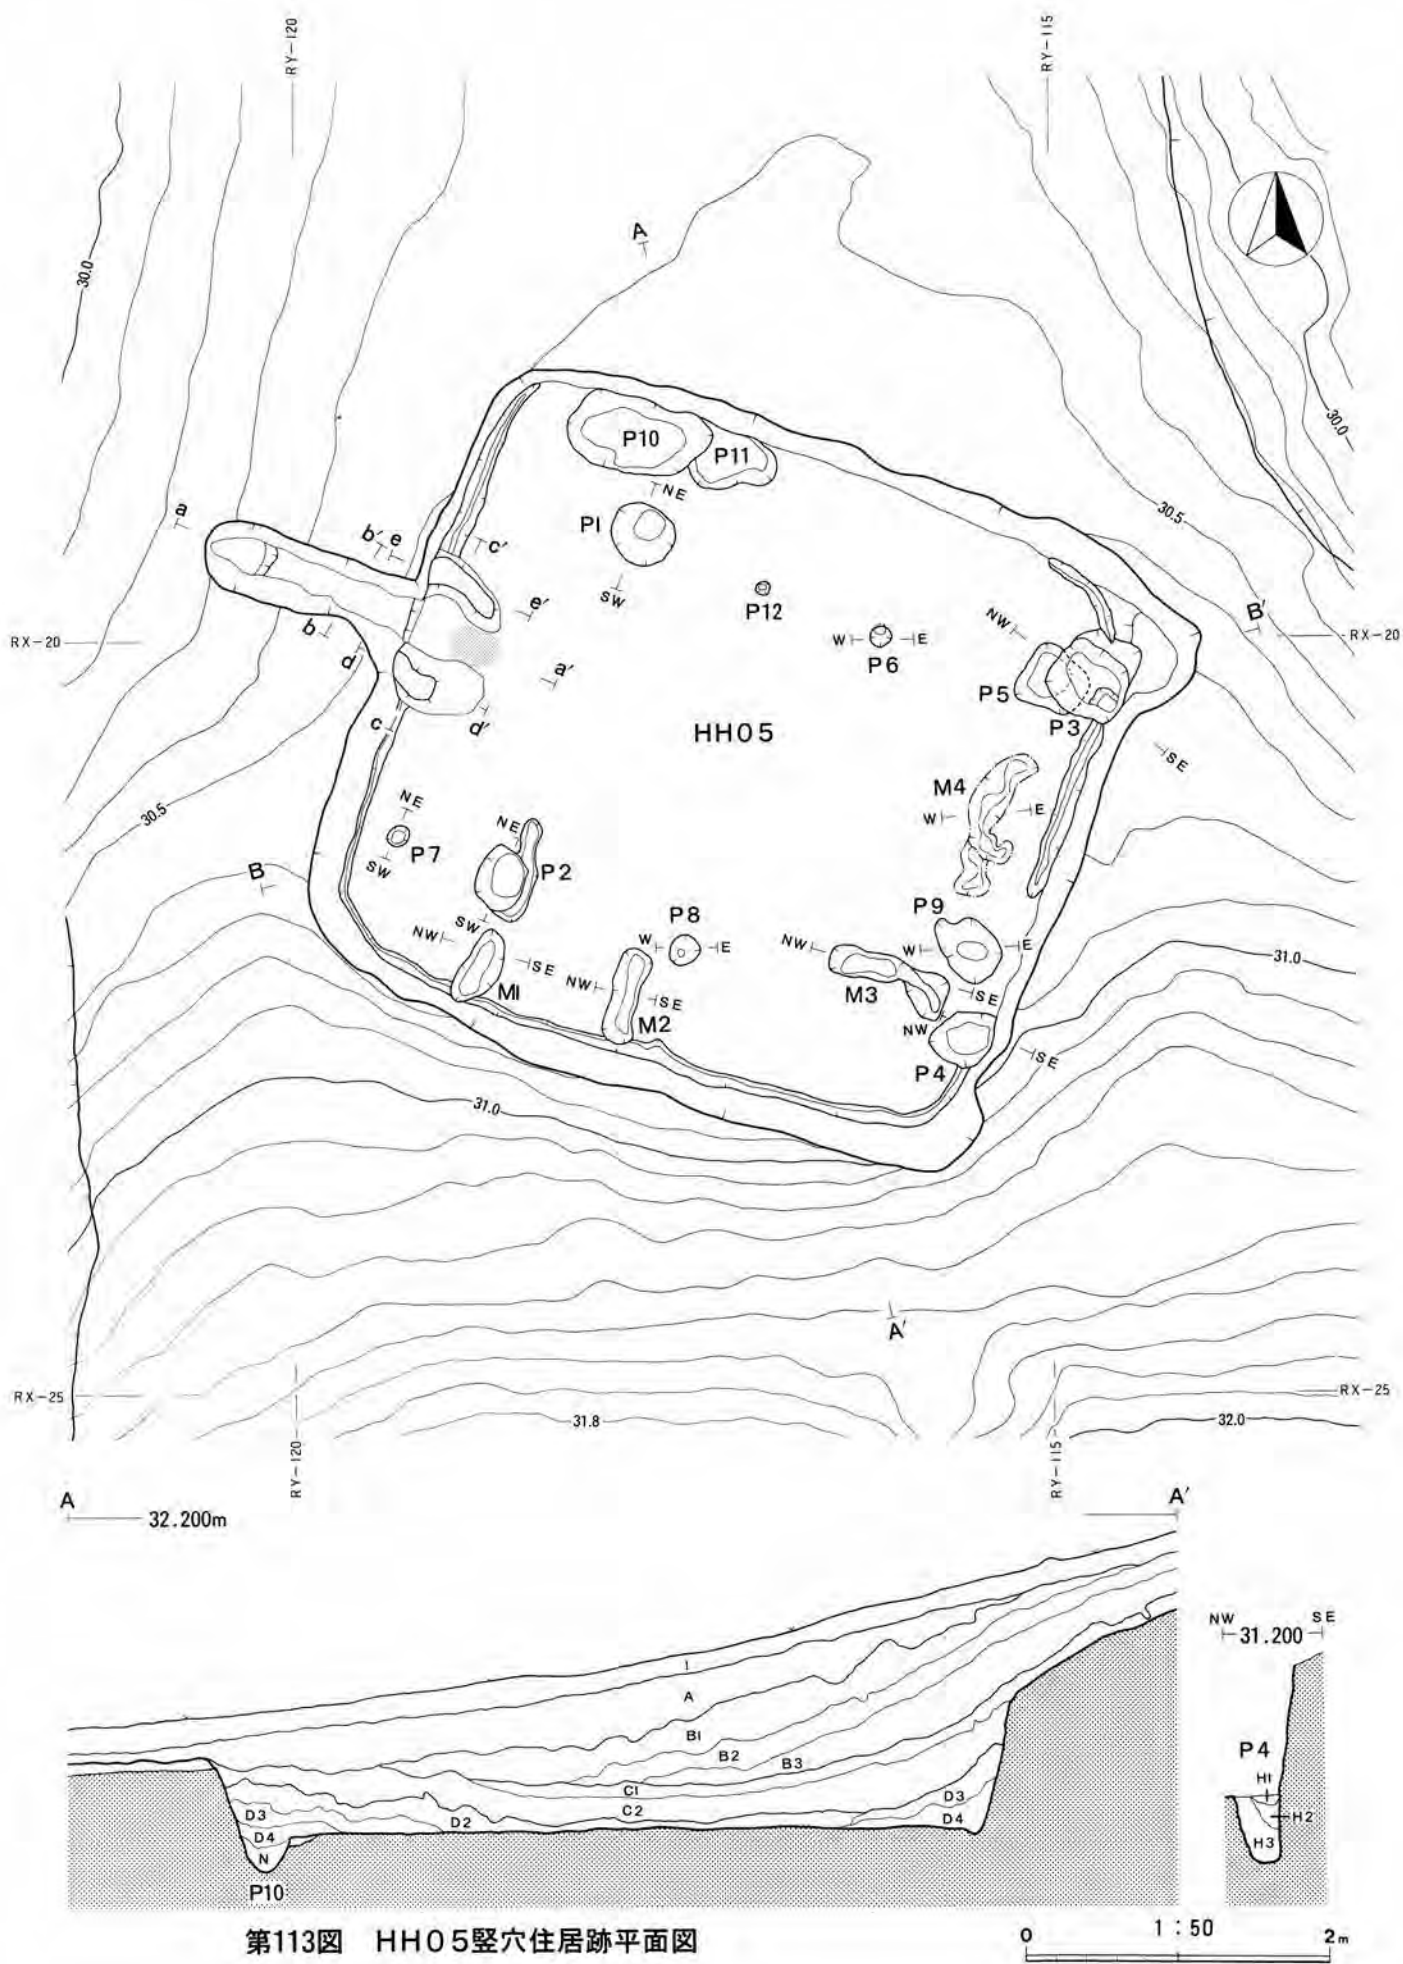 RY-120
RY-115
A
30.0
30.0
P10
P11
NE
P1
SW
a
b'
e
c'
30.5
P12
e'
NW
B'
RX-20
RX-20
b
d
W
E
P6
P5
a'
P3
d'
c
HH05
SE
M4
W
E
30.5
NE
P7
SW
NE
P2
B
SW
P9
P8
NW
W
E
NW
W
E
31.0
SE
M1
NW
SE
M2
M3
SE
NW
SE
P4
31.0
A'
RX-25
RX-25
31.8
32.0
RY-120
RY-115
A
32.200m
A'
NW
SE
31.200
I
A
B1
B2
B3
C1
C2
D3
D2
D4
N
D3
D4
P10
P4
H1
H2
H3
第113図 HH05竪穴住居跡平面図
1:50
0
2m